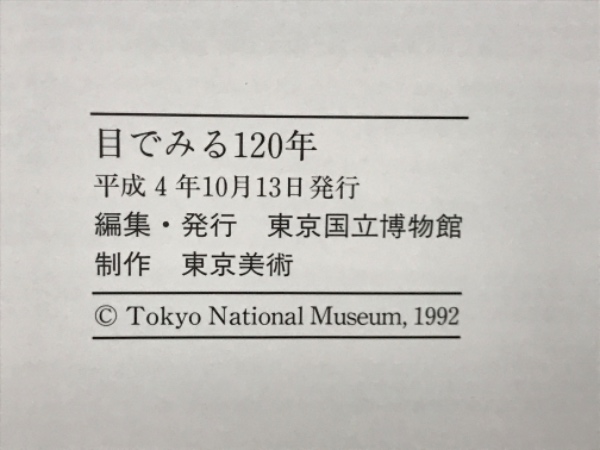 目でみる120年
平成 4 年10月13日発行
編集・発行　東京国立博物館
制作　東京美術
© Tokyo National Museum, 1992